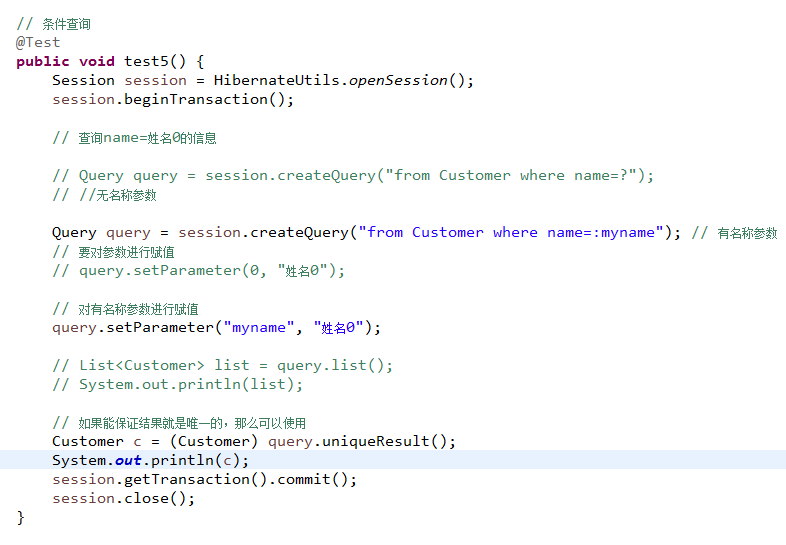 // 条件查询
@Test
public void test5() {
    Session session = HibernateUtils.openSession();
    session.beginTransaction();

    // 查询name=姓名0的信息

    // Query query = session.createQuery("from Customer where name=?");
    // //无名称参数

    Query query = session.createQuery("from Customer where name=:myname"); // 有名称参数
    // 要对参数进行赋值
    // query.setParameter(0, "姓名0");

    // 对有名称参数进行赋值
    query.setParameter("myname", "姓名0");

    // List<Customer> list = query.list();
    // System.out.println(list);

    // 如果能保证结果就是唯一的，那么可以使用
    Customer c = (Customer) query.uniqueResult();
    System.out.println(c);
    session.getTransaction().commit();
    session.close();
}